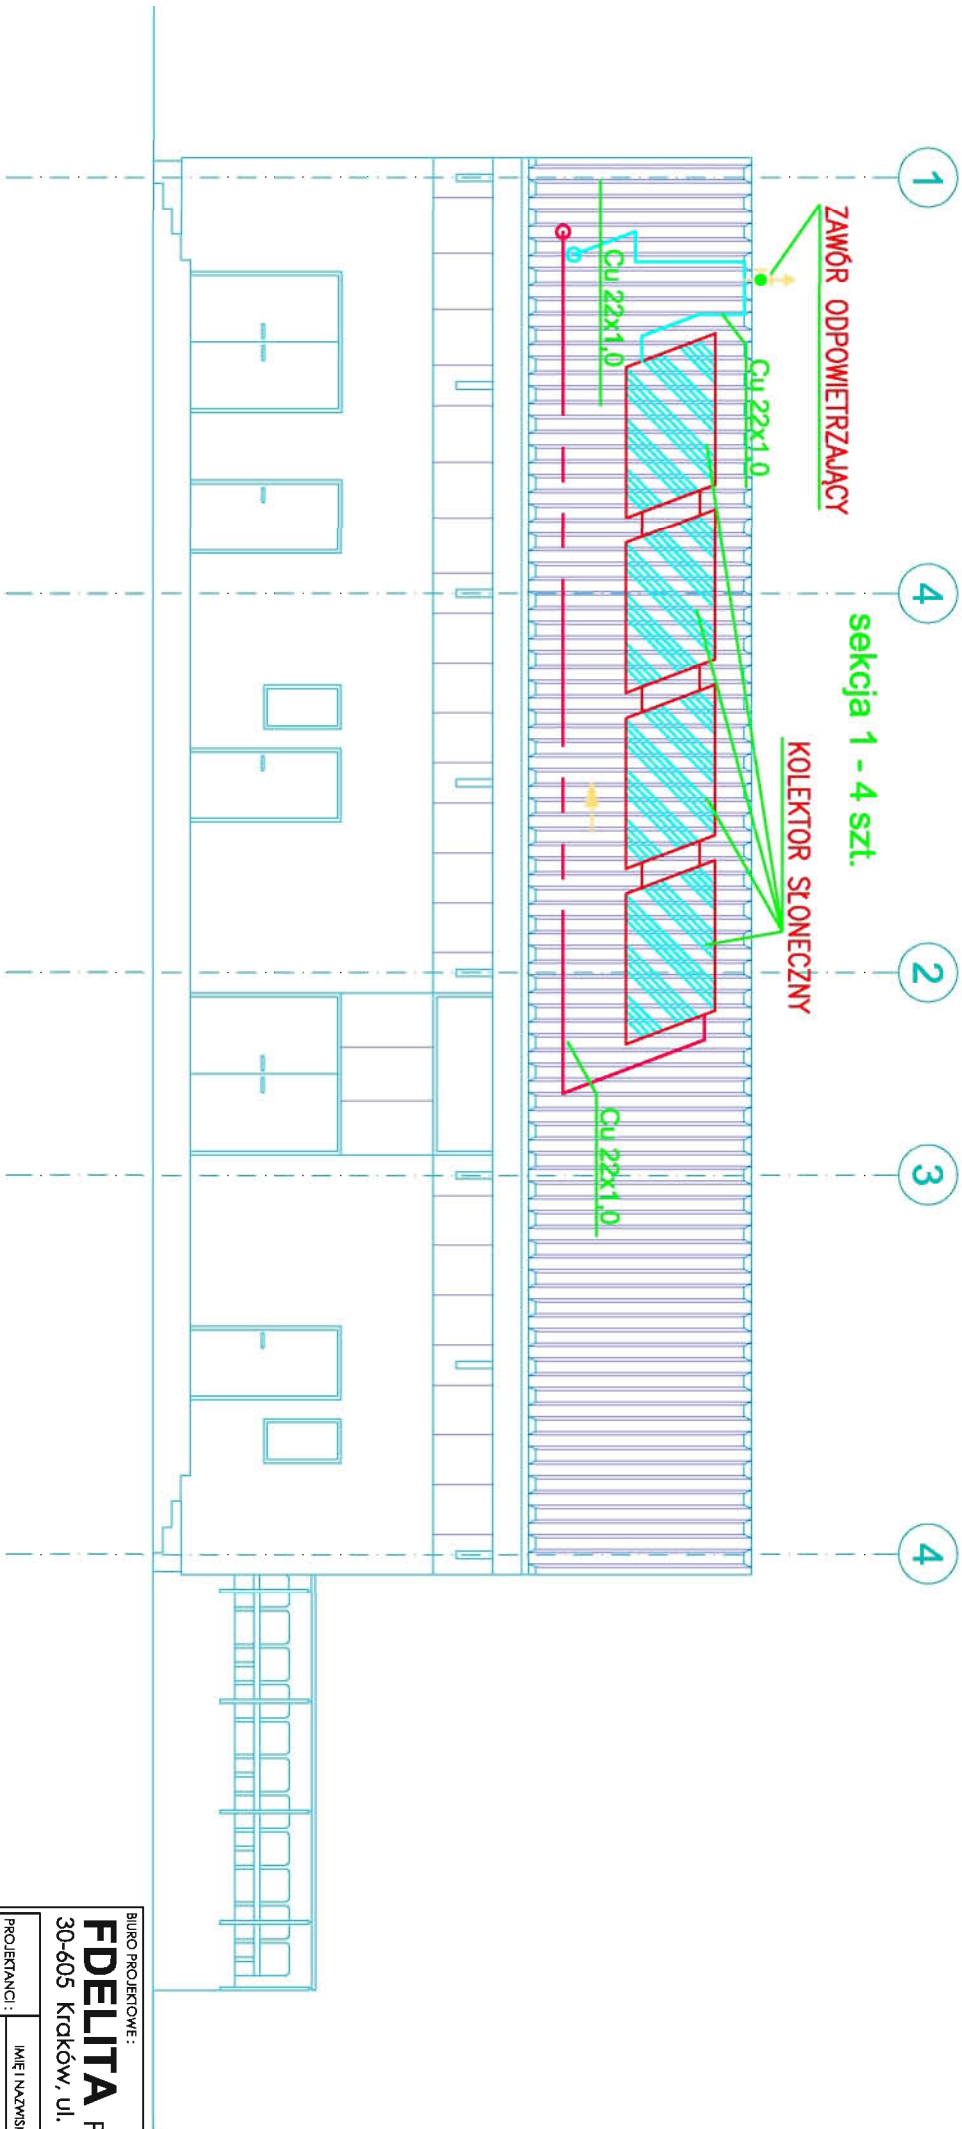 1
4
2
3
4
ZAWÓR ODPOWIETRZAJĄCY
sekcja 1 - 4 szt.
KOLEKTOR SŁONECZNY
Cu 22x1,0
Cu 22x1,0
Cu 22x1,0
BIURO PROJEKTOWE :
FDELITA
30-605 Kraków, ul.
PROJEKTANCI :
IMIĘ I